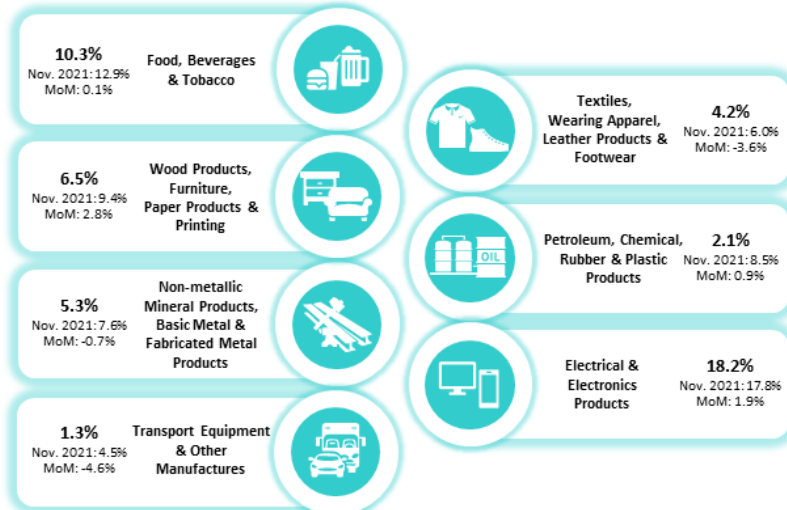 10.3%
Nov. 2021: 12.9%
MoM: 0.1%
Food, Beverages
& Tobacco
6.5%
Nov. 2021: 9.4%
MoM: 2.8%
Wood Products,
Furniture,
Paper Products &
Printing
5.3%
Nov. 2021: 7.6%
MoM: -0.7%
Non-metallic
Mineral Products,
Basic Metal &
Fabricated Metal
Products
1.3%
Nov. 2021: 4.5%
MoM: -4.6%
Transport Equipment
& Other
Manufactures
Textiles,
Wearing Apparel,
Leather Products &
Footwear
4.2%
Nov. 2021: 6.0%
MoM: -3.6%
OIL
Petroleum, Chemical,
Rubber & Plastic
Products
2.1%
Nov. 2021: 8.5%
MoM: 0.9%
Electrical &
Electronics
Products
18.2%
Nov. 2021: 17.8%
MoM: 1.9%